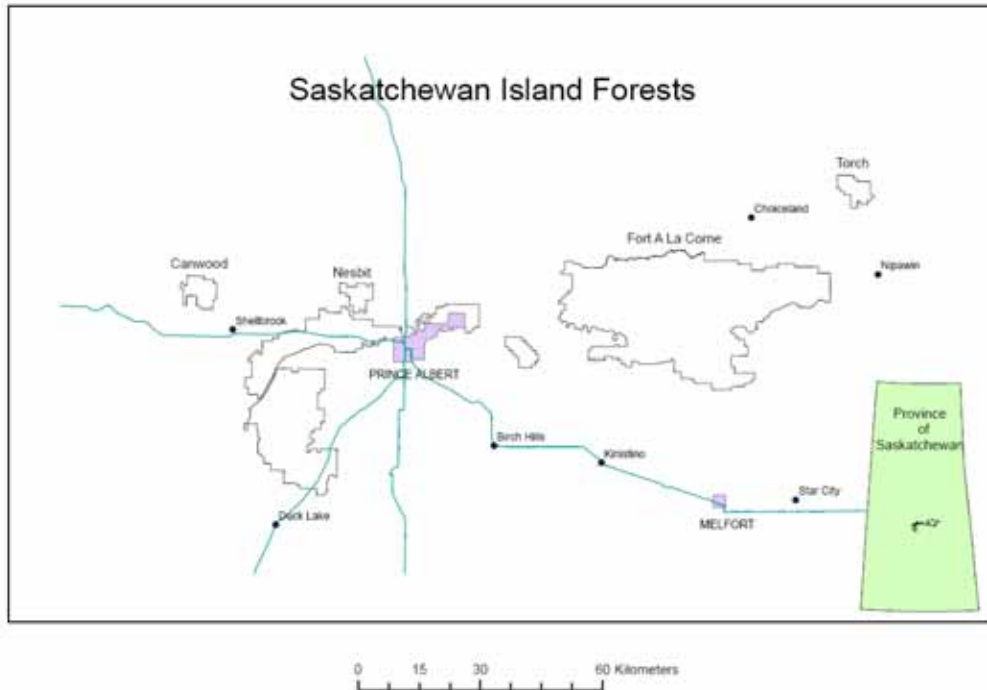 Saskatchewan Island Forests
Torch
Choiceland
Fort A La Corne
Nipawin
Canwood
Nesbit
Shellbrook
PRINCE ALBERT
Province
of
Saskatchewan
Birch Hills
Kinistino
Star City
MELFORT
Duck Lake
0 15 30 60 Kilometers